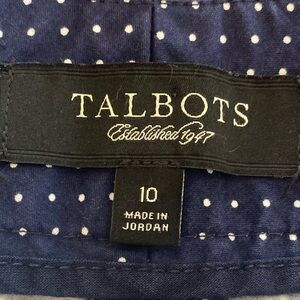 TALBOTS
Established 1947
10
MADE IN
JORDAN